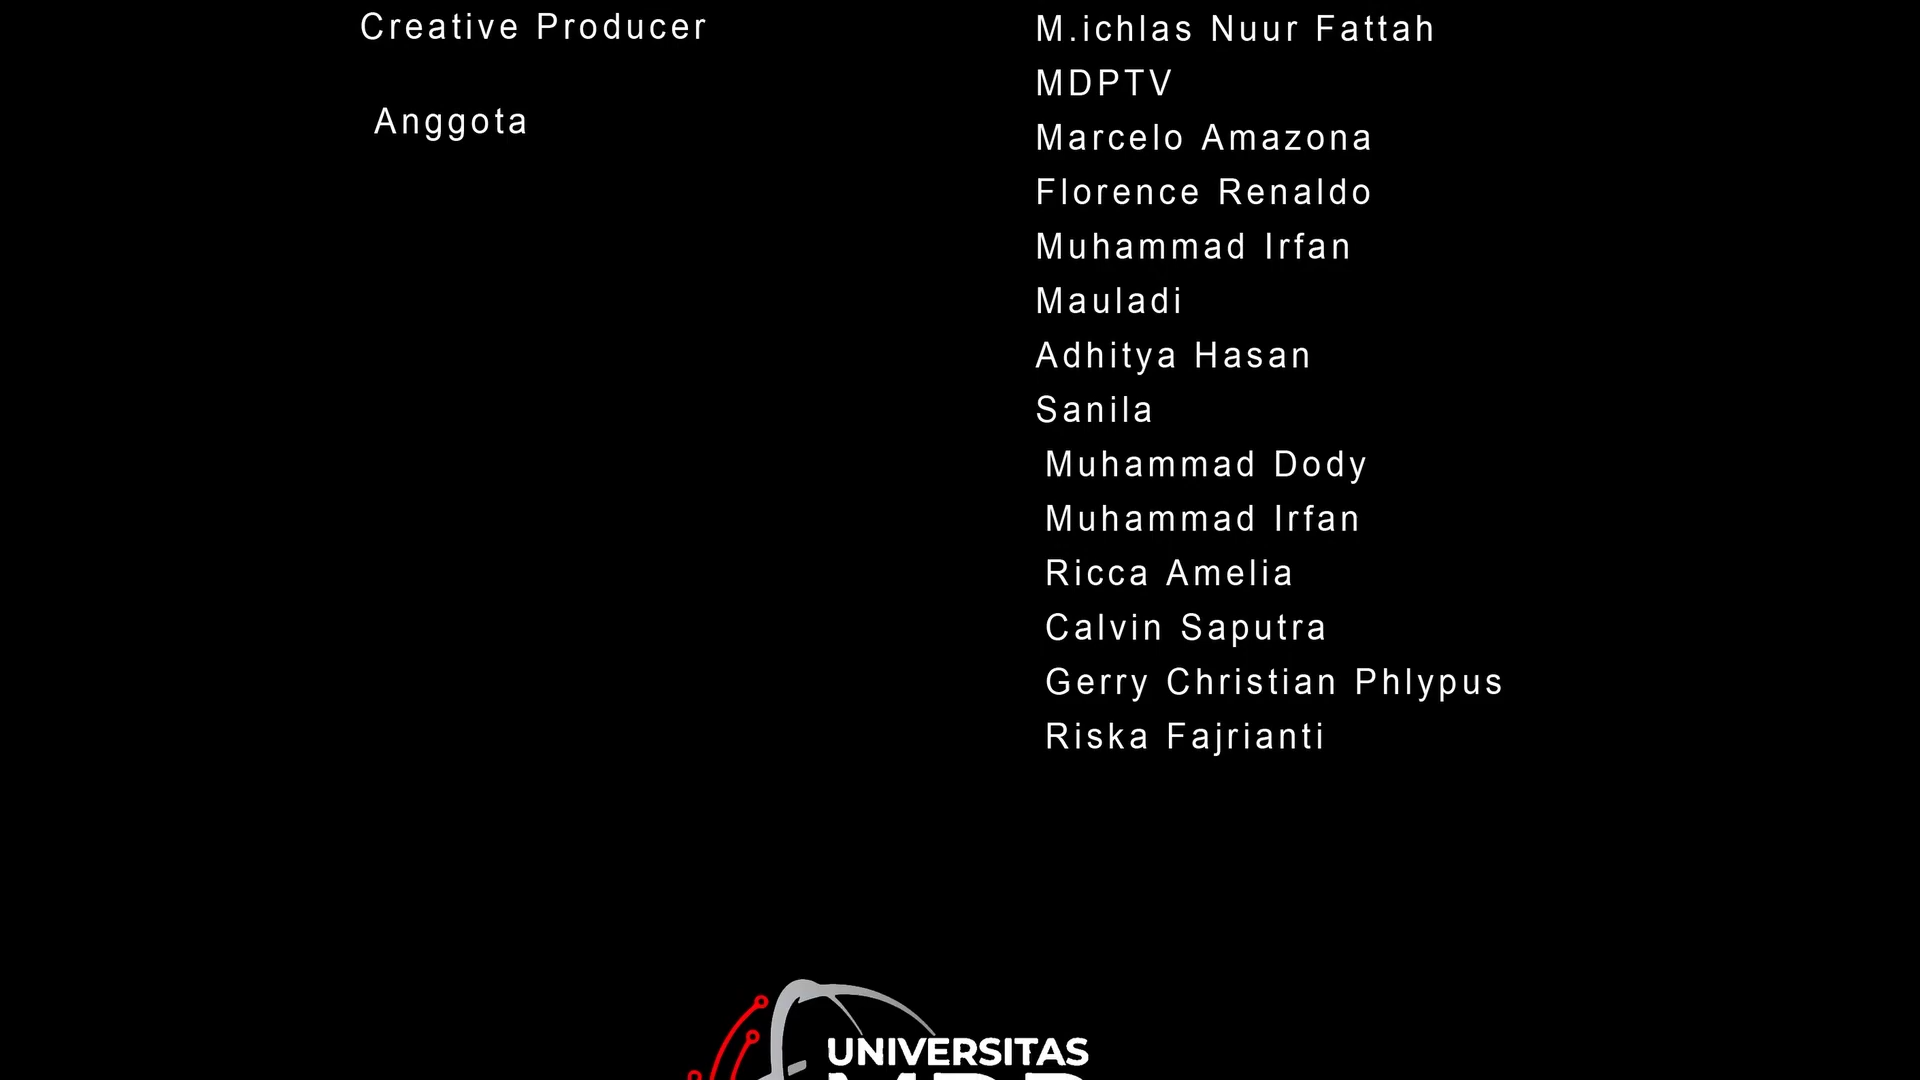 Creative Producer
M.ichlas Nuur Fattah
MDPTV
Anggota
Marcelo Amazona
Florence Renaldo
Muhammad Irfan
Mauladi
Adhitya Hasan
Sanila
Muhammad Dody
Muhammad Irfan
Ricca Amelia
Calvin Saputra
Gerry Christian Phlypus
Riska Fajrianti
UNIVERSITAS